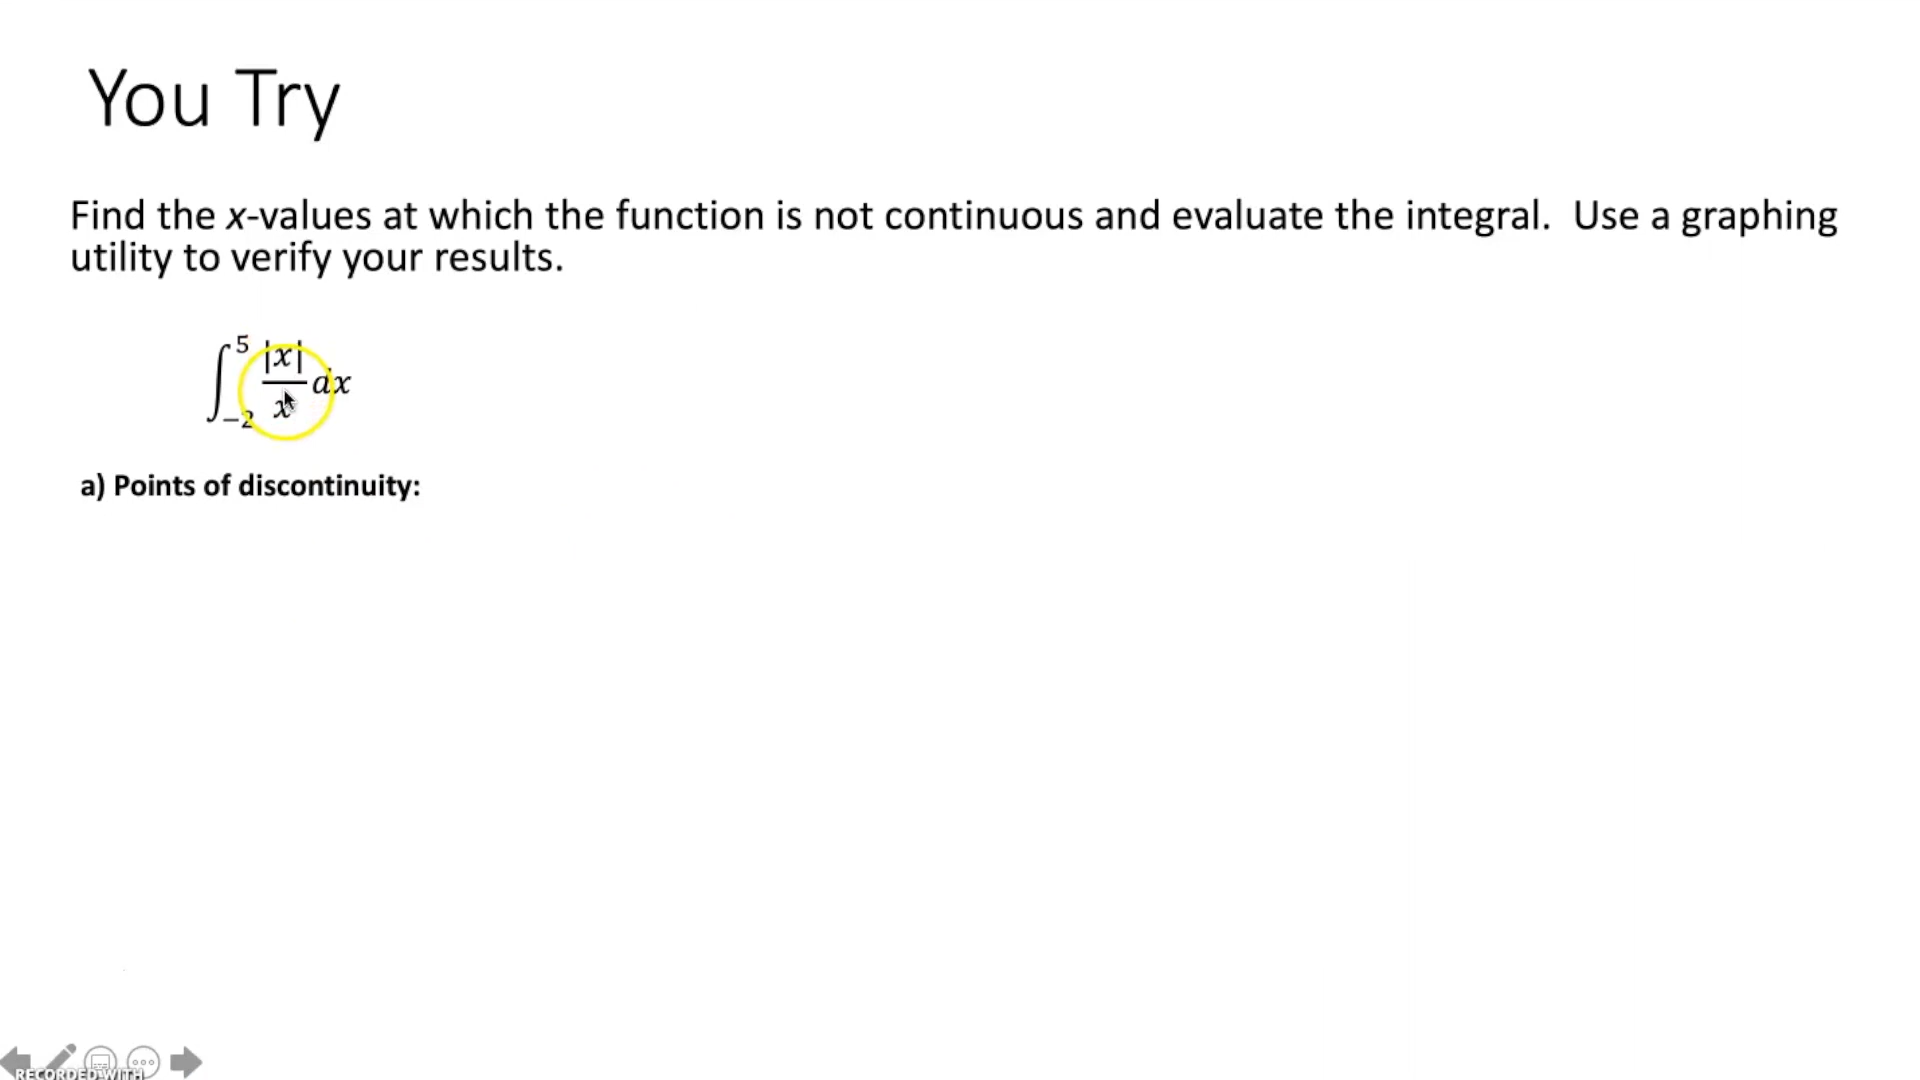 You Try
Find the x-values at which the function is not continuous and evaluate the integral. Use a graphing
utility to verify your results.
∫_{-2}^{5} |x|/x dx
a) Points of discontinuity:
RECORDED WITH